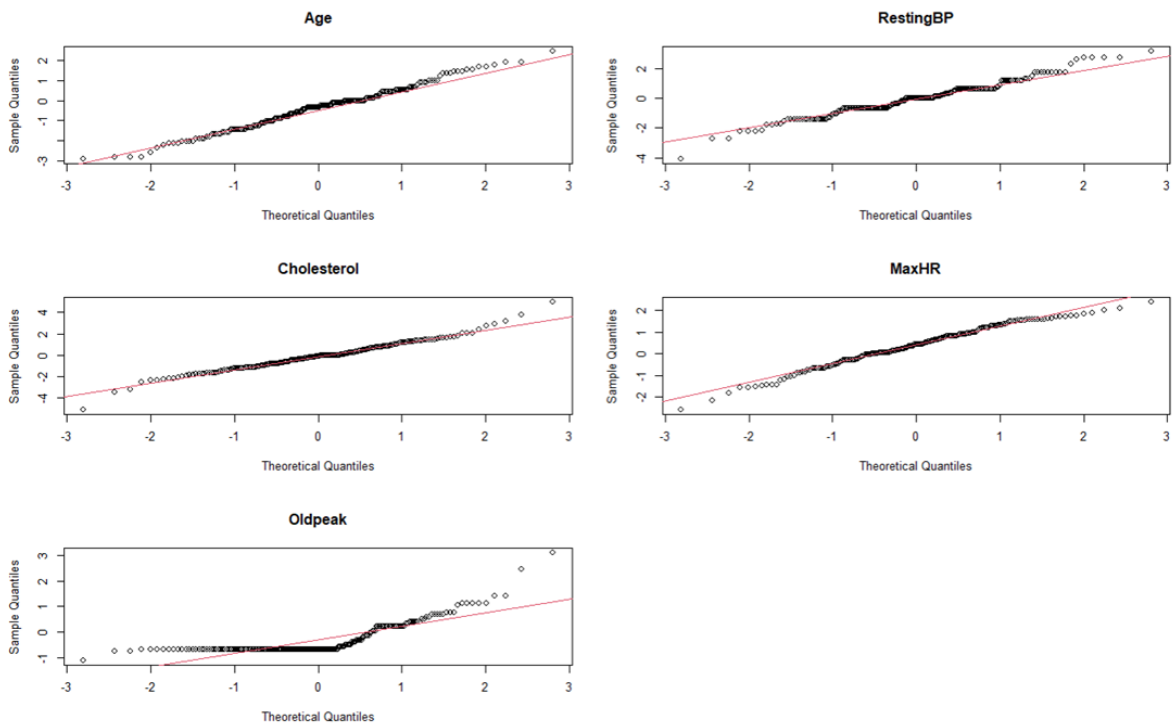 Age
Sample Quantiles
2
1
0
-1
-3
-3 -2 -1 0 1 2 3
Theoretical Quantiles
RestingBP
Sample Quantiles
2
0
-2
-4
-3 -2 -1 0 1 2 3
Theoretical Quantiles
Cholesterol
Sample Quantiles
4
2
0
-2
-4
-3 -2 -1 0 1 2 3
Theoretical Quantiles
MaxHR
Sample Quantiles
2
1
0
-1
-2
-3 -2 -1 0 1 2 3
Theoretical Quantiles
Oldpeak
Sample Quantiles
3
2
1
0
-1
-3 -2 -1 0 1 2 3
Theoretical Quantiles